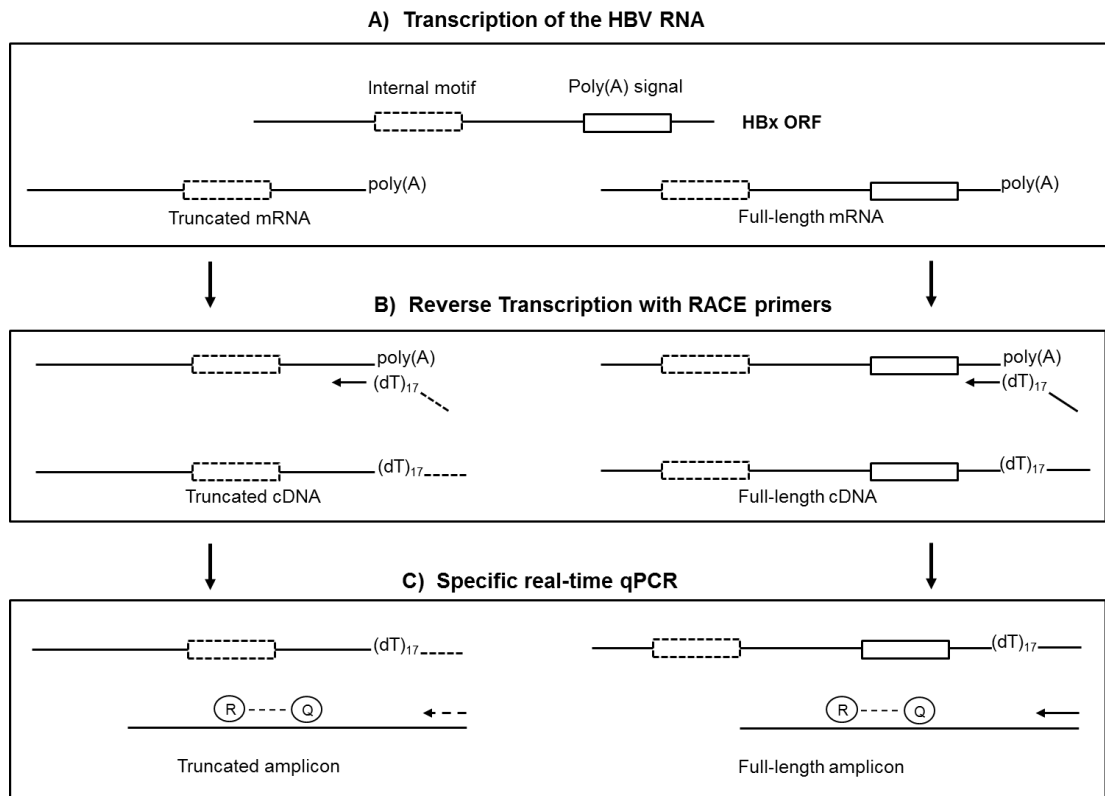 A) Transcription of the HBV RNA
Internal motif Poly(A) signal
HBx ORF
poly(A) poly(A)
Truncated mRNA Full-length mRNA
B) Reverse Transcription with RACE primers
poly(A) poly(A)
(dT)17 (dT)17
(dT)17 (dT)17
Truncated cDNA Full-length cDNA
C) Specific real-time qPCR
(dT)17 (dT)17
R Q R Q
Truncated amplicon Full-length amplicon